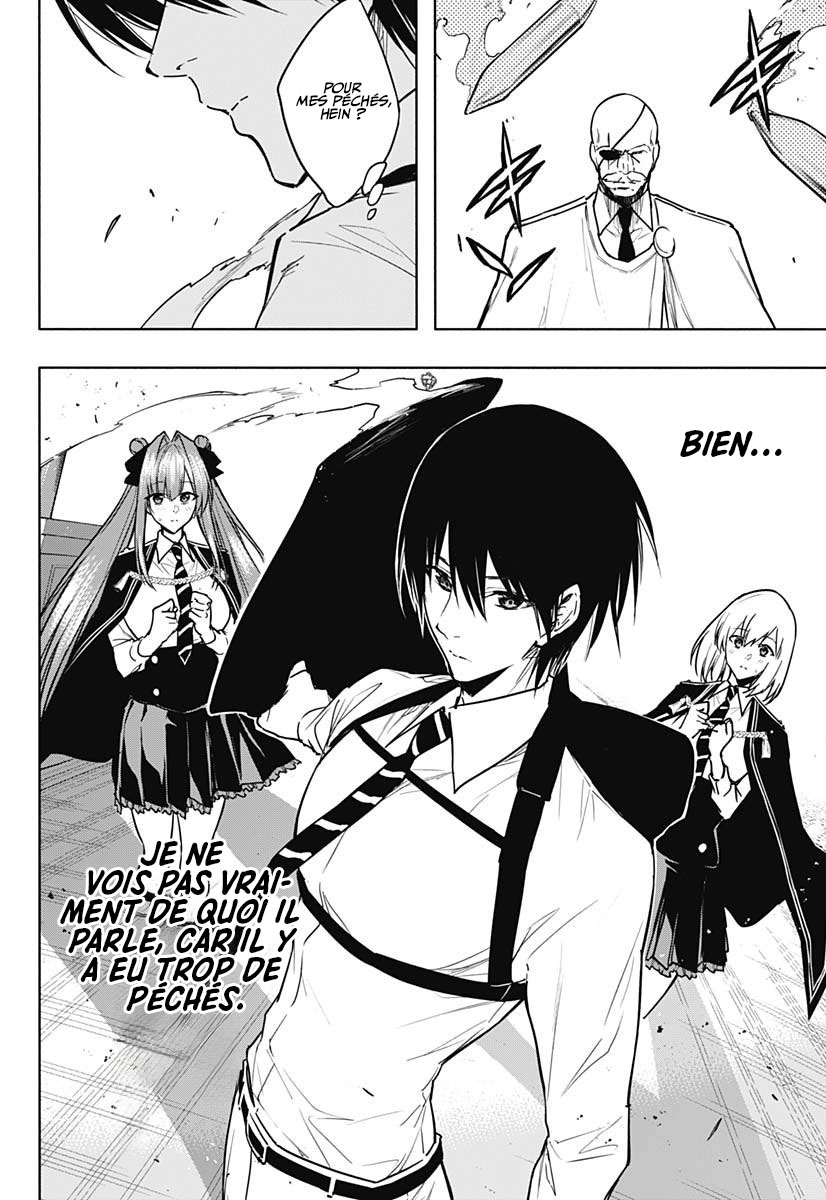 POUR
MES PÉCHÉS,
HEIN ?
BIEN...
JE NE
VOIS PAS VRAI-
MENT DE QUOI IL
PARLE, CAR IL Y
A EU TROP DE
PÉCHÉS.